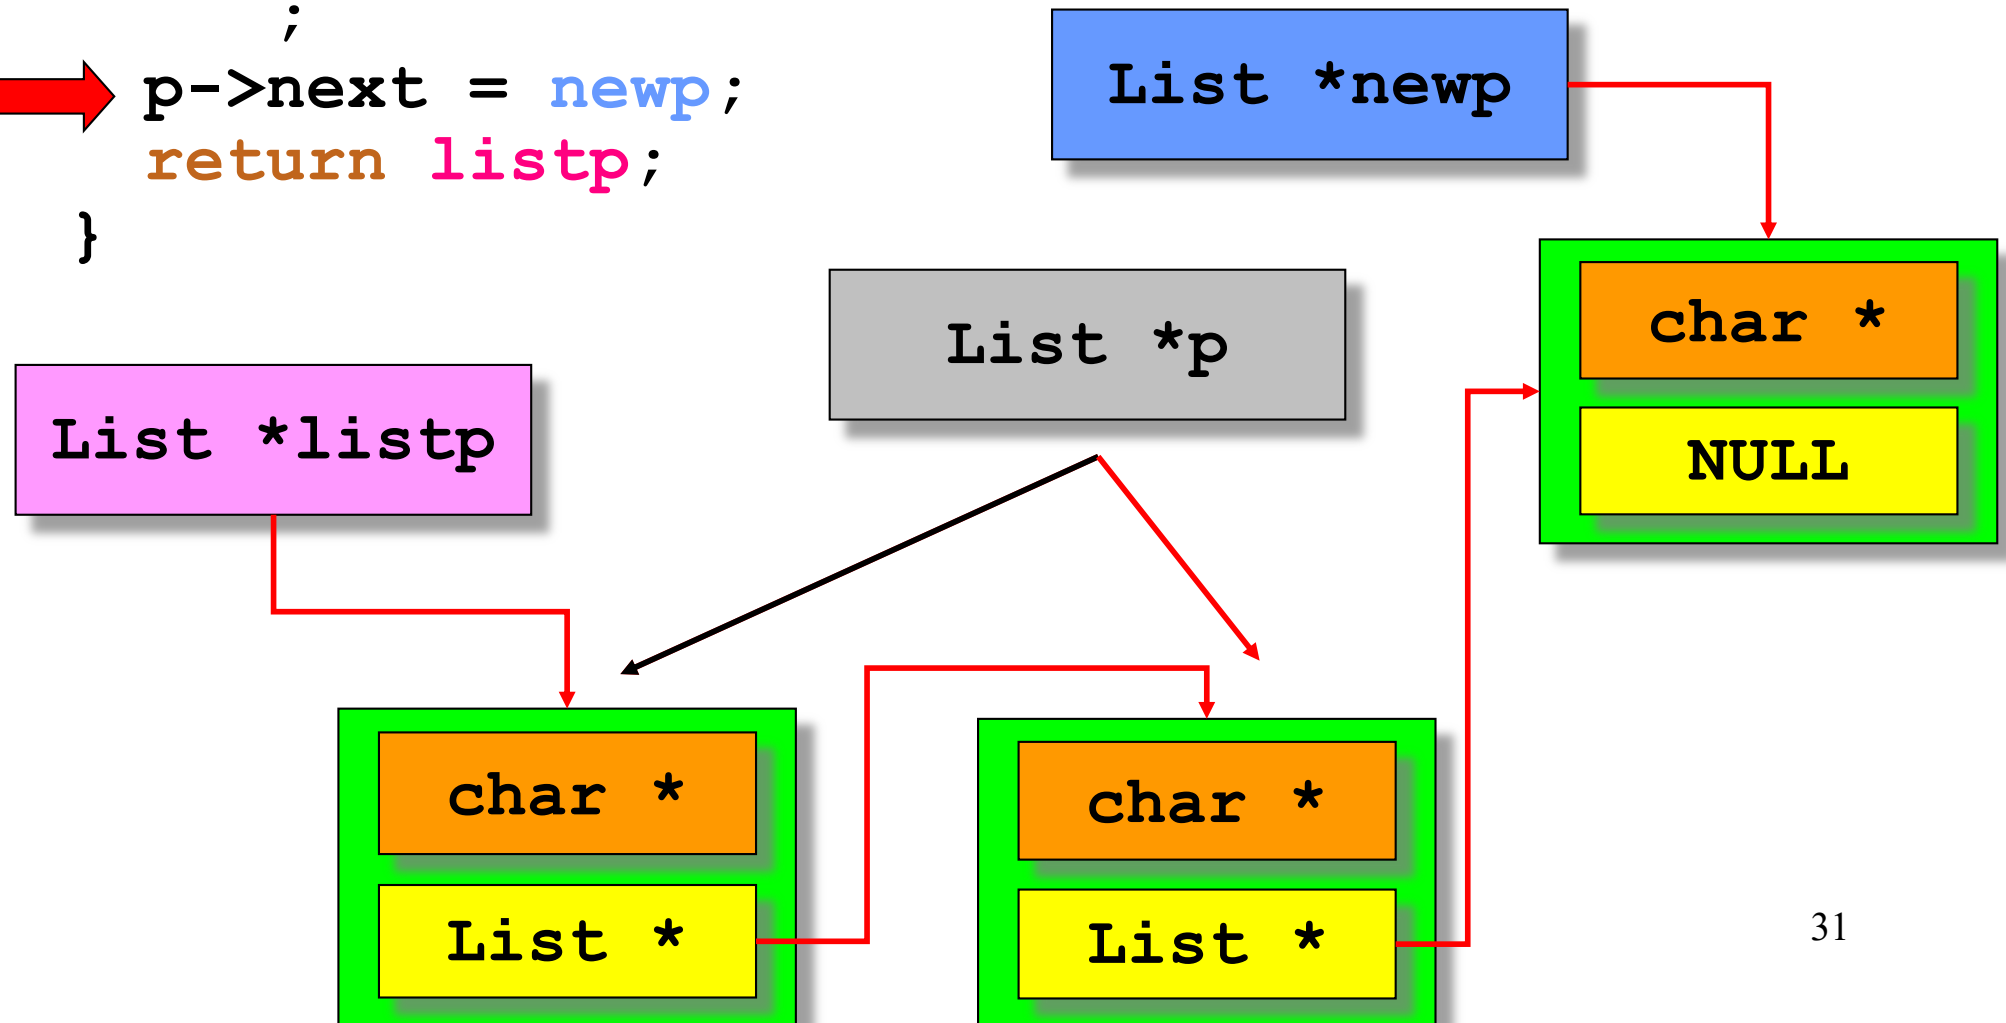 ;
p->next = newp;
return listp;
}
List *newp
List *p
List *listp
char *
NULL
char *
List *
char *
List *
31